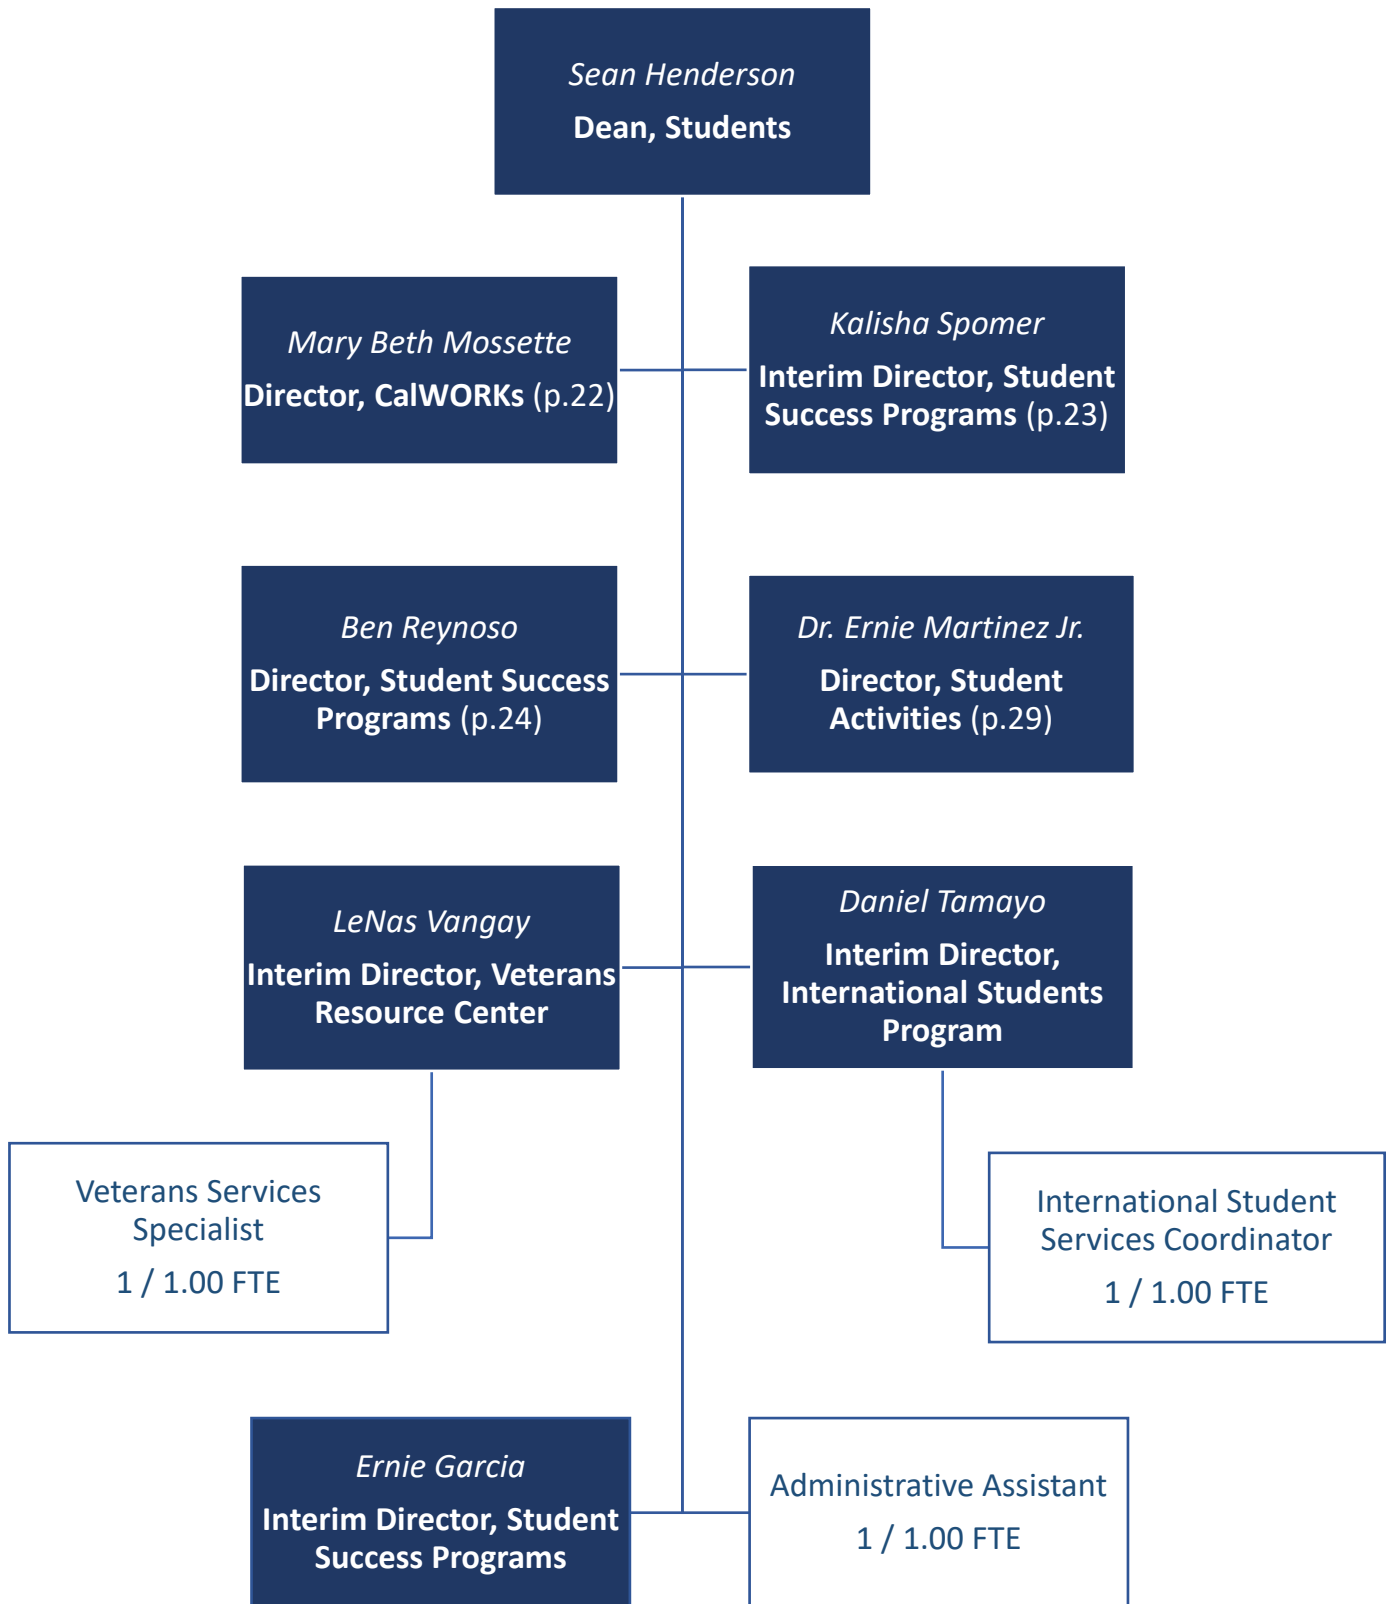 Sean Henderson
Dean, Students
Mary Beth Mossette
Director, CalWORKs (p.22)
Kalisha Spomer
Interim Director, Student
Success Programs (p.23)
Ben Reynoso
Director, Student Success
Programs (p.24)
Dr. Ernie Martinez Jr.
Director, Student
Activities (p.29)
LeNas Vangay
Interim Director, Veterans
Resource Center
Daniel Tamayo
Interim Director,
International Students
Program
Veterans Services
Specialist
1 / 1.00 FTE
International Student
Services Coordinator
1 / 1.00 FTE
Ernie Garcia
Interim Director, Student
Success Programs
Administrative Assistant
1 / 1.00 FTE